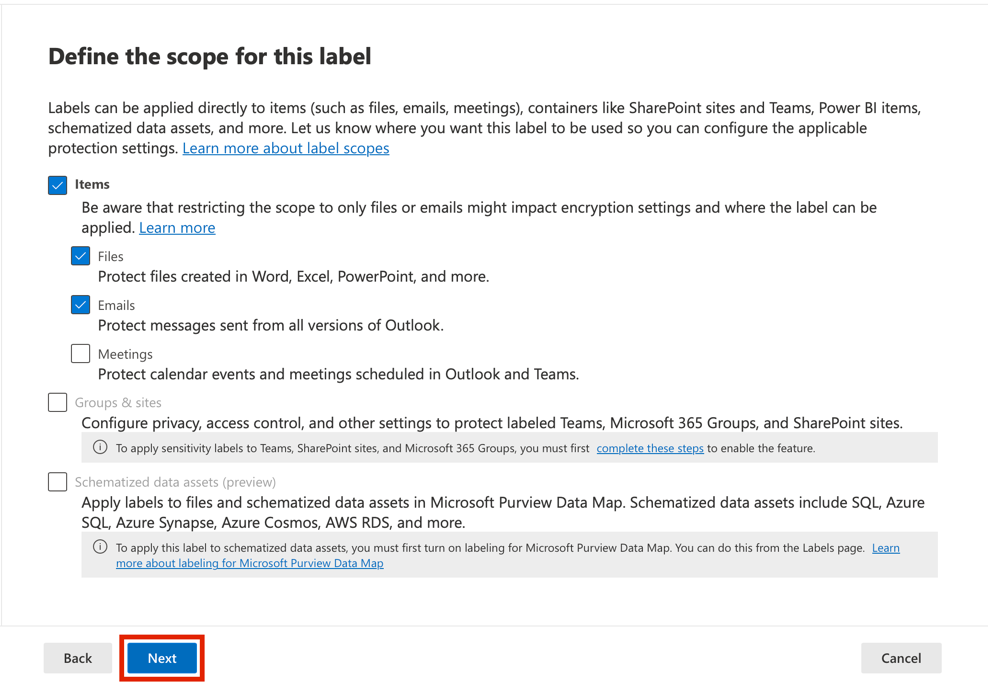 Define the scope for this label
Labels can be applied directly to items (such as files, emails, meetings), containers like SharePoint sites and Teams, Power BI items,
schematized data assets, and more. Let us know where you want this label to be used so you can configure the applicable
protection settings. Learn more about label scopes
Items
Be aware that restricting the scope to only files or emails might impact encryption settings and where the label can be
applied. Learn more
Files
Protect files created in Word, Excel, PowerPoint, and more.
Emails
Protect messages sent from all versions of Outlook.
Meetings
Protect calendar events and meetings scheduled in Outlook and Teams.
Groups & sites
Configure privacy, access control, and other settings to protect labeled Teams, Microsoft 365 Groups, and SharePoint sites.
To apply sensitivity labels to Teams, SharePoint sites, and Microsoft 365 Groups, you must first complete these steps to enable the feature.
Schematized data assets (preview)
Apply labels to files and schematized data assets in Microsoft Purview Data Map. Schematized data assets include SQL, Azure
SQL, Azure Synapse, Azure Cosmos, AWS RDS, and more.
To apply this label to schematized data assets, you must first turn on labeling for Microsoft Purview Data Map. You can do this from the Labels page. Learn
more about labeling for Microsoft Purview Data Map
Back Next Cancel